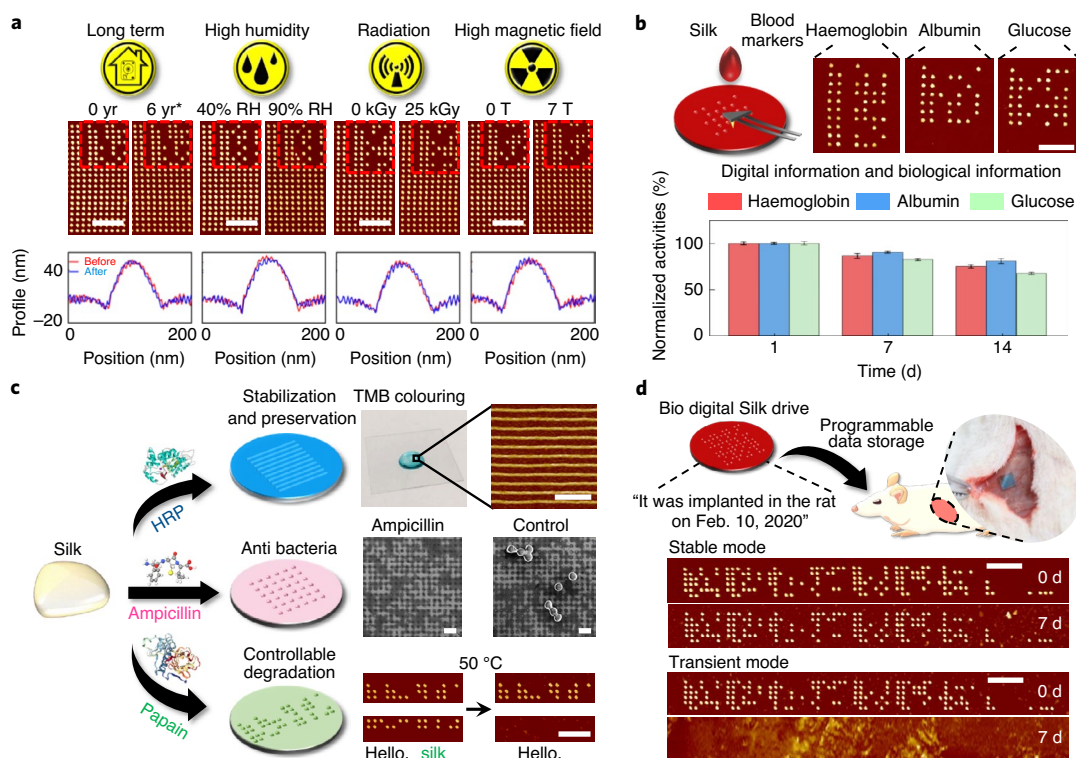 a
Long term High humidity Radiation High magnetic field
0 yr 6 yr* 40% RH 90% RH 0 kGy 25 kGy 0 T 7 T
Profile (nm)
40
–20
Before
After
0 200 0 200 0 200 0 200
Position (nm) Position (nm) Position (nm) Position (nm)
b
Silk Blood markers
Haemoglobin Albumin Glucose
Digital information and biological information
Haemoglobin Albumin Glucose
Normalized activities (%)
100
50
0
1 7 14
Time (d)
c
Silk
HRP
Ampicillin
Papain
Stabilization
and preservation
TMB colouring
Anti bacteria
Ampicillin Control
Controllable
degradation
50 °C
Hello, silk Hello,
d
Bio digital Silk drive
Programmable
data storage
“It was implanted in the rat
on Feb. 10, 2020”
Stable mode
0 d
7 d
Transient mode
0 d
7 d